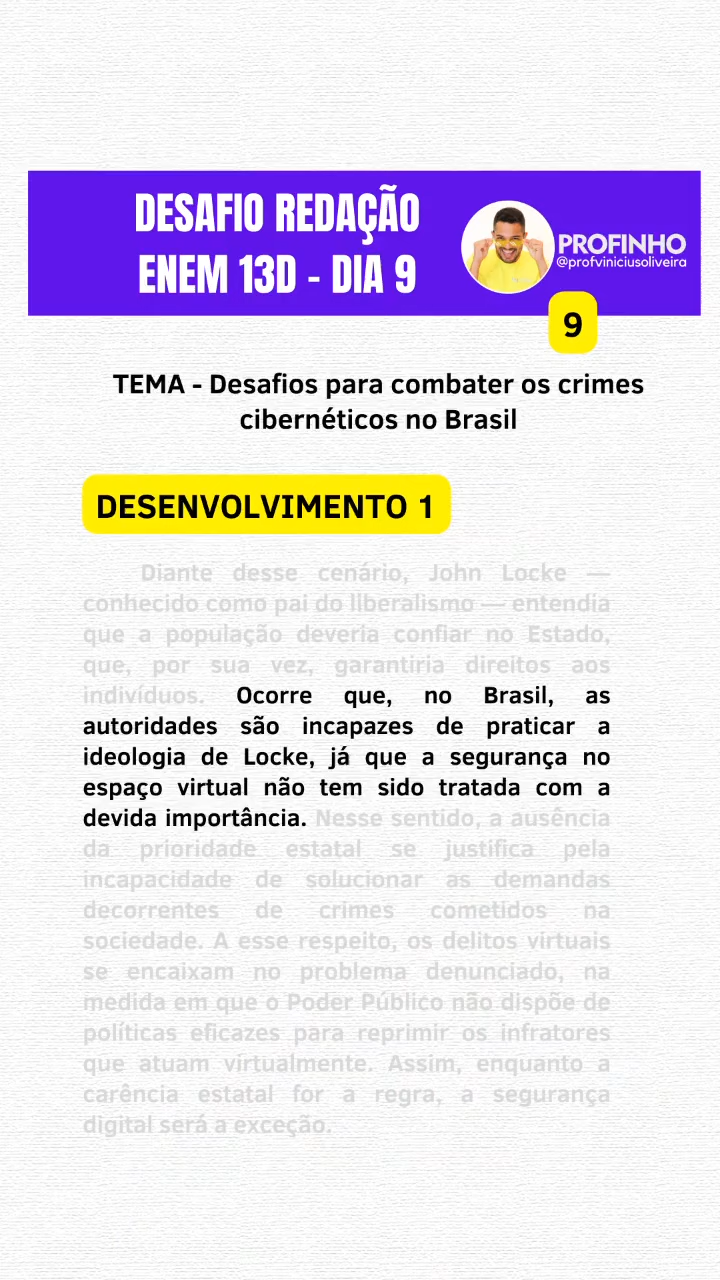 DESAFIO REDAÇÃO
ENEM 13D - DIA 9
PROFINHO
@profviniciusoliveira
9
TEMA - Desafios para combater os crimes
cibernéticos no Brasil
DESENVOLVIMENTO 1
Diante desse cenário, John Locke —
conhecido como pai do liberalismo — entendia
que a população deveria confiar no Estado,
que, por sua vez, garantiria direitos aos
indivíduos. Ocorre que, no Brasil, as
autoridades são incapazes de praticar a
ideologia de Locke, já que a segurança no
espaço virtual não tem sido tratada com a
devida importância. Nesse sentido, a ausência
da prioridade estatal se justifica pela
incapacidade de solucionar as demandas
decorrentes de crimes cometidos na
sociedade. A esse respeito, os delitos virtuais
se encaixam no problema denunciado, na
medida em que o Poder Público não dispõe de
políticas eficazes para reprimir os infratores
que atuam virtualmente. Assim, enquanto a
carência estatal for a regra, a segurança
digital será a exceção.